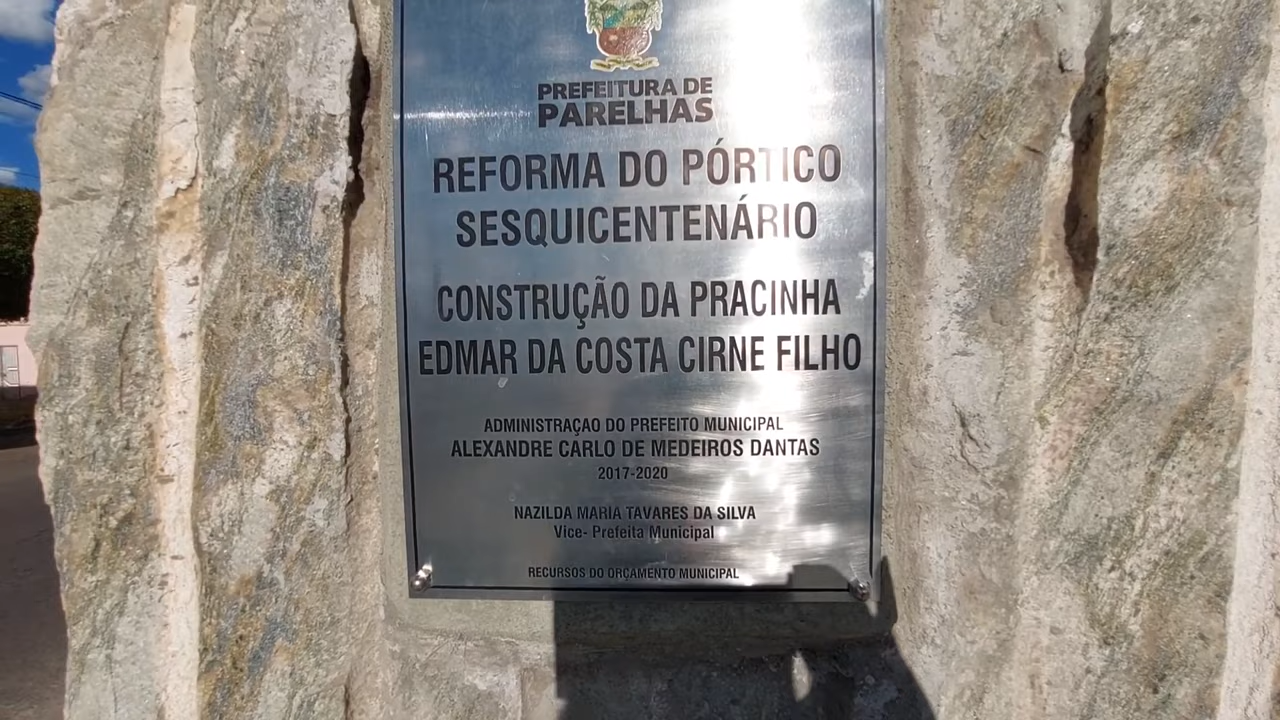 PREFEITURA DE
PARELHAS
REFORMA DO PÓRTICO
SESQUICENTENÁRIO
CONSTRUÇÃO DA PRACINHA
EDMAR DA COSTA CIRNE FILHO
ADMINISTRAÇAO DO PREFEITO MUNICIPAL
ALEXANDRE CARLO DE MEDEIROS DANTAS
2017-2020
NAZILDA MARIA TAVARES DA SILVA
Vice- Prefeita Municipal
RECURSOS DO ORÇAMENTO MUNICIPAL